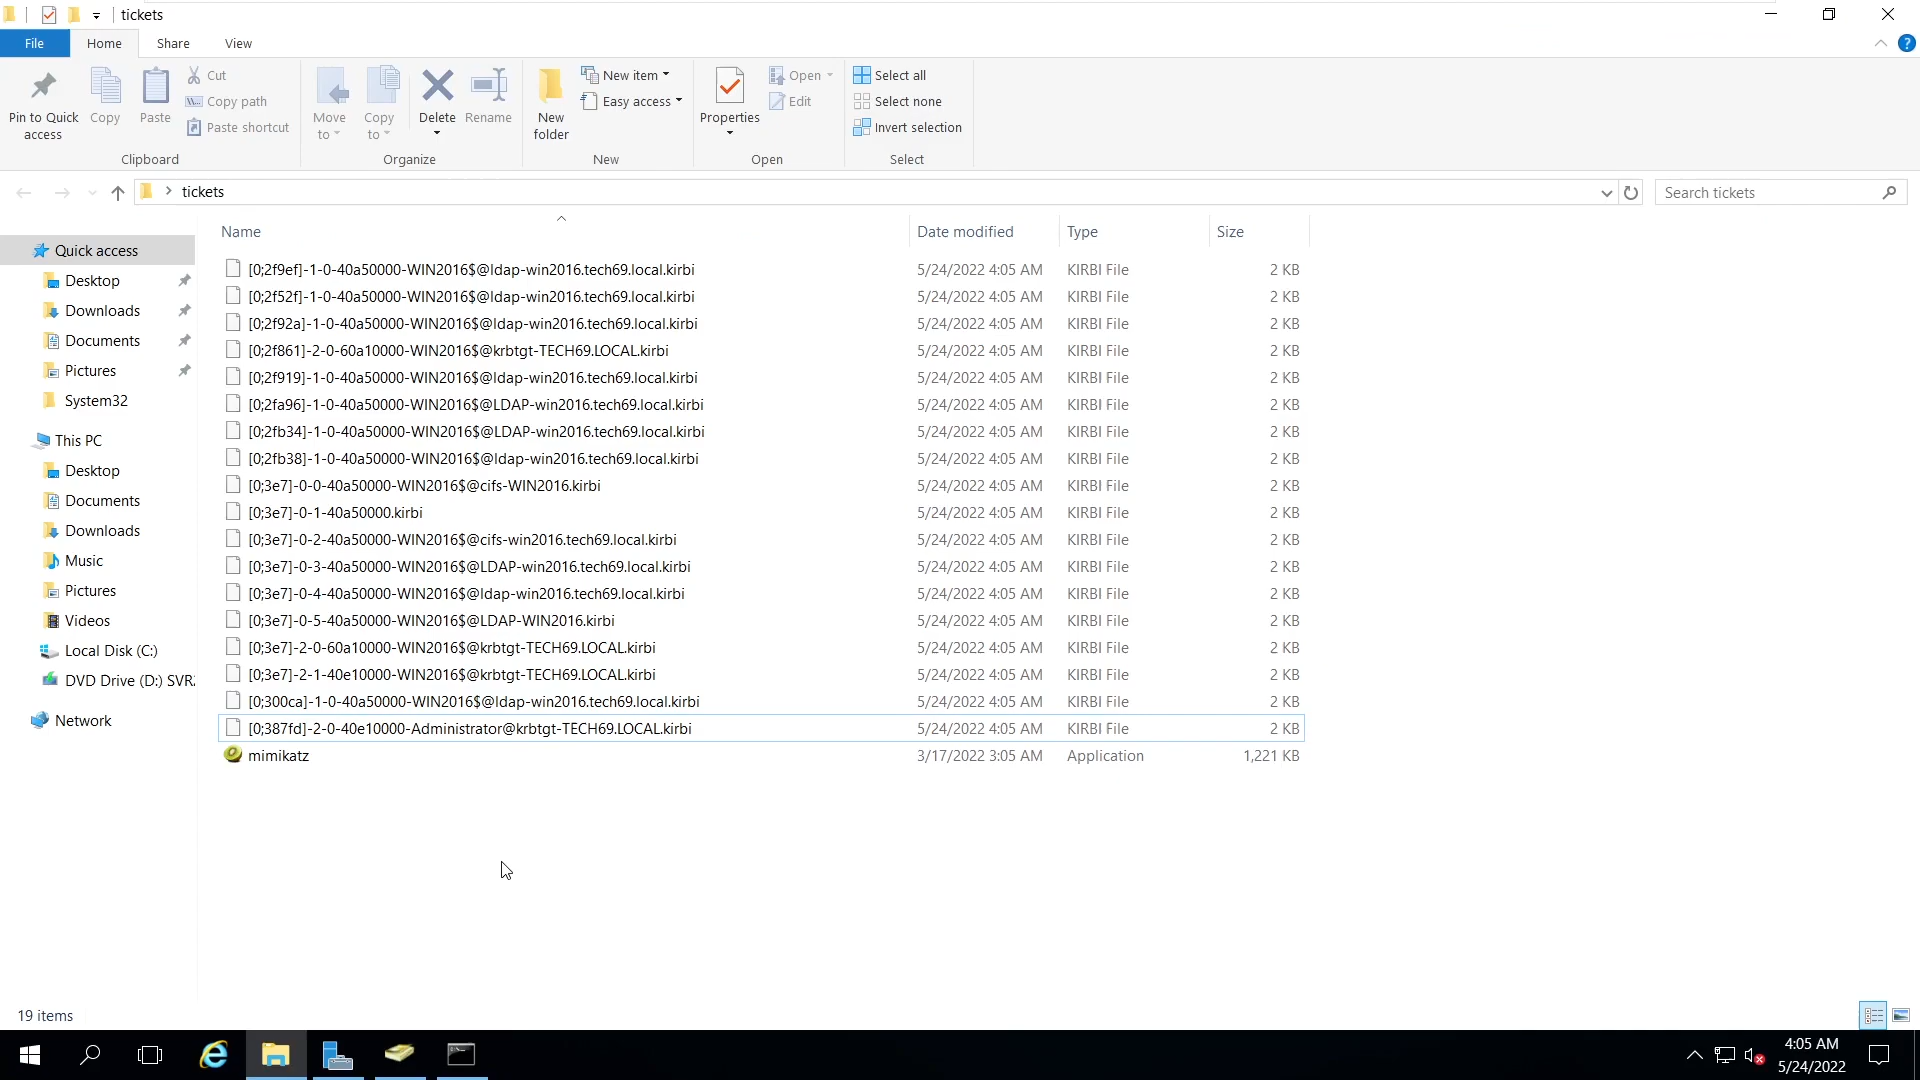 tickets
File Home Share View
Pin to Quick access
Copy
Paste
Cut
Copy path
Paste shortcut
Clipboard
Move to
Copy to
Delete
Rename
Organize
New folder
New item
Easy access
New
Properties
Open
Edit
Open
Select all
Select none
Invert selection
Select
tickets
Search tickets
Quick access
Desktop
Downloads
Documents
Pictures
System32
This PC
Desktop
Documents
Downloads
Music
Pictures
Videos
Local Disk (C:)
DVD Drive (D:) SVR
Network
Name Date modified Type Size
[0;2f9ef]-1-0-40a50000-WIN2016$@ldap-win2016.tech69.local.kirbi 5/24/2022 4:05 AM KIRBI File 2 KB
[0;2f52f]-1-0-40a50000-WIN2016$@ldap-win2016.tech69.local.kirbi 5/24/2022 4:05 AM KIRBI File 2 KB
[0;2f92a]-1-0-40a50000-WIN2016$@ldap-win2016.tech69.local.kirbi 5/24/2022 4:05 AM KIRBI File 2 KB
[0;2f861]-2-0-60a10000-WIN2016$@krbtgt-TECH69.LOCAL.kirbi 5/24/2022 4:05 AM KIRBI File 2 KB
[0;2f919]-1-0-40a50000-WIN2016$@ldap-win2016.tech69.local.kirbi 5/24/2022 4:05 AM KIRBI File 2 KB
[0;2fa96]-1-0-40a50000-WIN2016$@LDAP-win2016.tech69.local.kirbi 5/24/2022 4:05 AM KIRBI File 2 KB
[0;2fb34]-1-0-40a50000-WIN2016$@LDAP-win2016.tech69.local.kirbi 5/24/2022 4:05 AM KIRBI File 2 KB
[0;2fb38]-1-0-40a50000-WIN2016$@ldap-win2016.tech69.local.kirbi 5/24/2022 4:05 AM KIRBI File 2 KB
[0;3e7]-0-0-40a50000-WIN2016$@cifs-WIN2016.kirbi 5/24/2022 4:05 AM KIRBI File 2 KB
[0;3e7]-0-1-40a50000.kirbi 5/24/2022 4:05 AM KIRBI File 2 KB
[0;3e7]-0-2-40a50000-WIN2016$@cifs-win2016.tech69.local.kirbi 5/24/2022 4:05 AM KIRBI File 2 KB
[0;3e7]-0-3-40a50000-WIN2016$@LDAP-win2016.tech69.local.kirbi 5/24/2022 4:05 AM KIRBI File 2 KB
[0;3e7]-0-4-40a50000-WIN2016$@ldap-win2016.tech69.local.kirbi 5/24/2022 4:05 AM KIRBI File 2 KB
[0;3e7]-0-5-40a50000-WIN2016$@LDAP-WIN2016.kirbi 5/24/2022 4:05 AM KIRBI File 2 KB
[0;3e7]-2-0-60a10000-WIN2016$@krbtgt-TECH69.LOCAL.kirbi 5/24/2022 4:05 AM KIRBI File 2 KB
[0;3e7]-2-1-40e10000-WIN2016$@krbtgt-TECH69.LOCAL.kirbi 5/24/2022 4:05 AM KIRBI File 2 KB
[0;300ca]-1-0-40a50000-WIN2016$@ldap-win2016.tech69.local.kirbi 5/24/2022 4:05 AM KIRBI File 2 KB
[0;387fd]-2-0-40e10000-Administrator@krbtgt-TECH69.LOCAL.kirbi 5/24/2022 4:05 AM KIRBI File 2 KB
mimikatz 3/17/2022 3:05 AM Application 1,221 KB
19 items
4:05 AM
5/24/2022